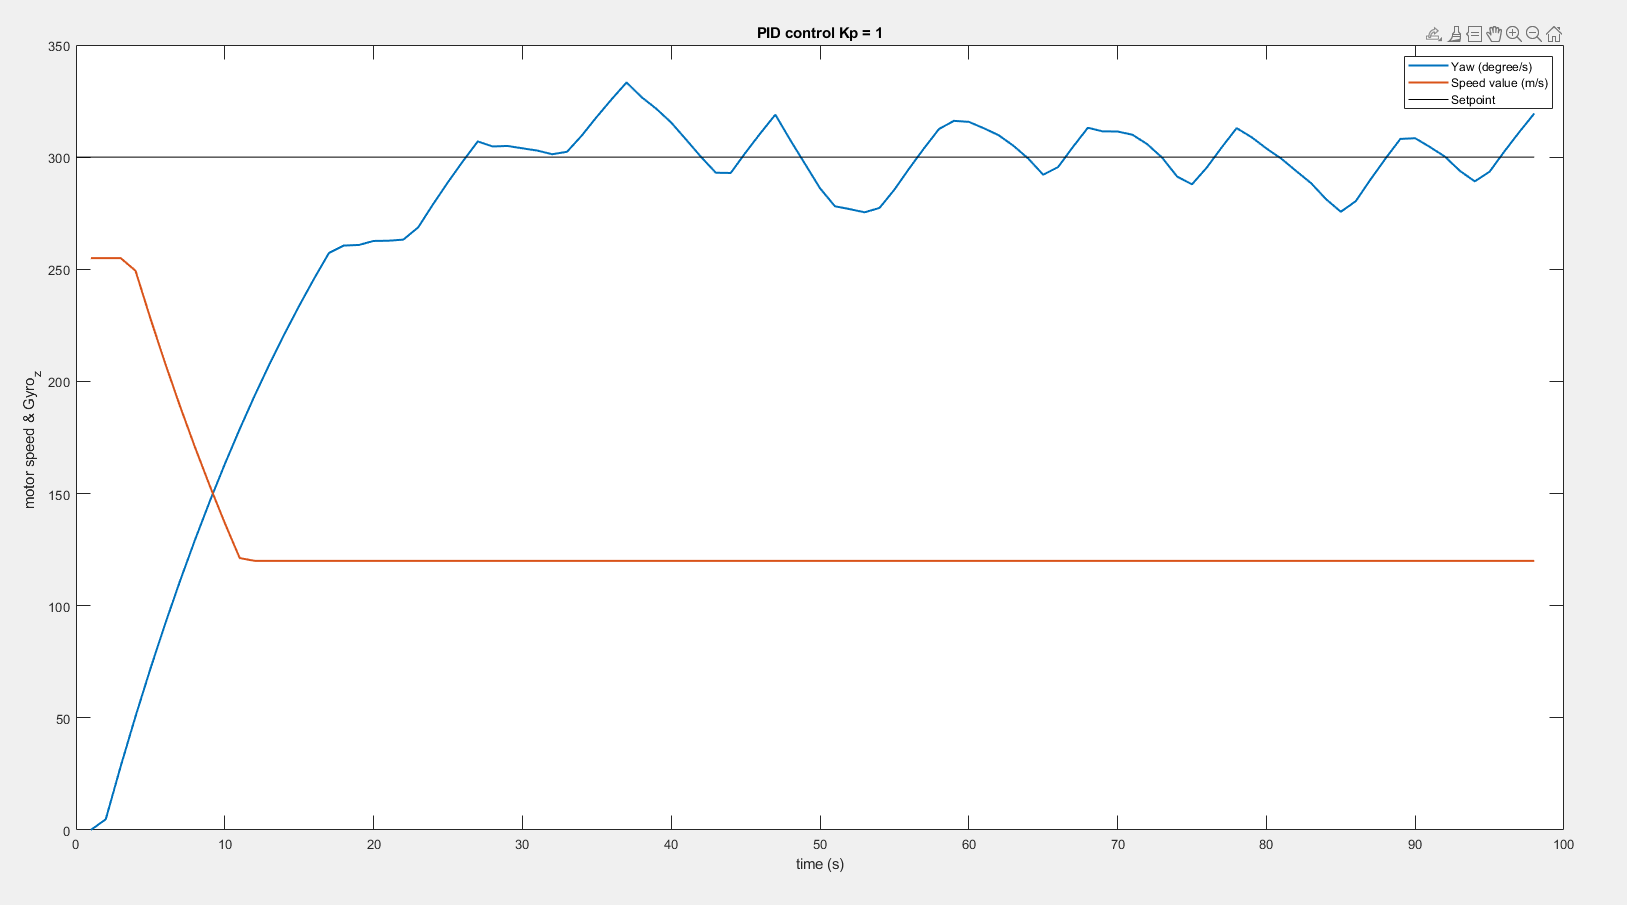 PID control Kp = 1
Yaw (degree/s)
Speed value (m/s)
Setpoint
350
300
250
200
150
100
50
0
motor speed & Gyro_z
0 10 20 30 40 50 60 70 80 90 100
time (s)